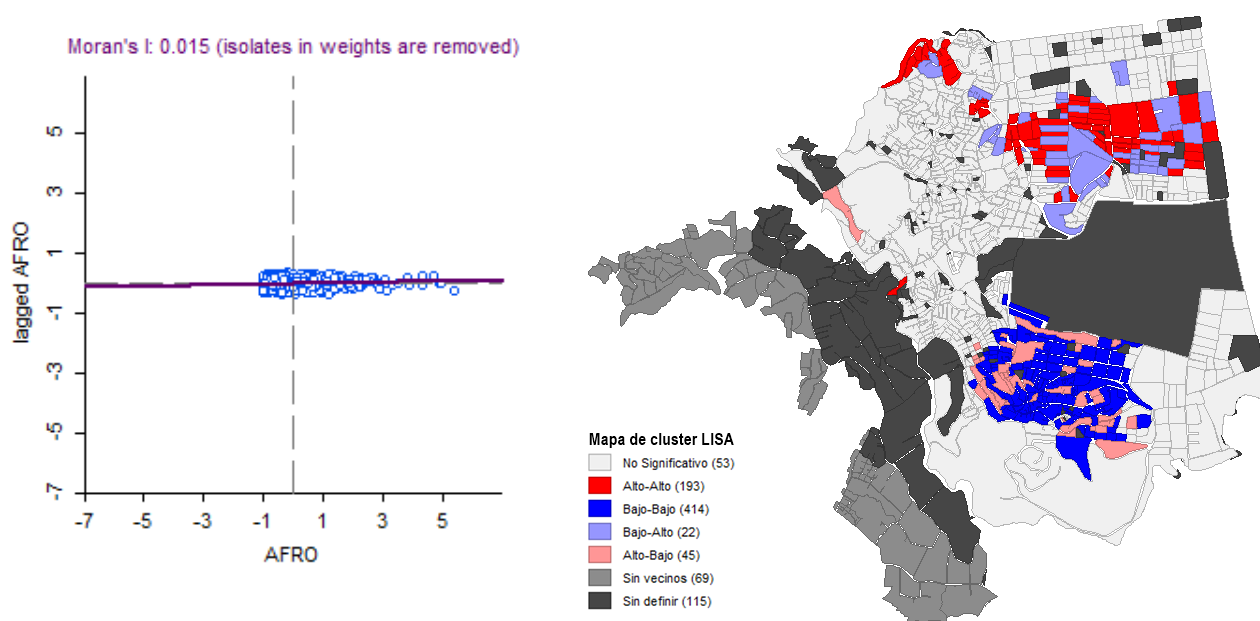 Moran's I: 0.015 (isolates in weights are removed)
lagged AFRO
5
3
1
-1
-3
-5
-7
-7 -5 -3 -1 1 3 5
AFRO
Mapa de cluster LISA
No Significativo (53)
Alto-Alto (193)
Bajo-Bajo (414)
Bajo-Alto (22)
Alto-Bajo (45)
Sin vecinos (69)
Sin definir (115)